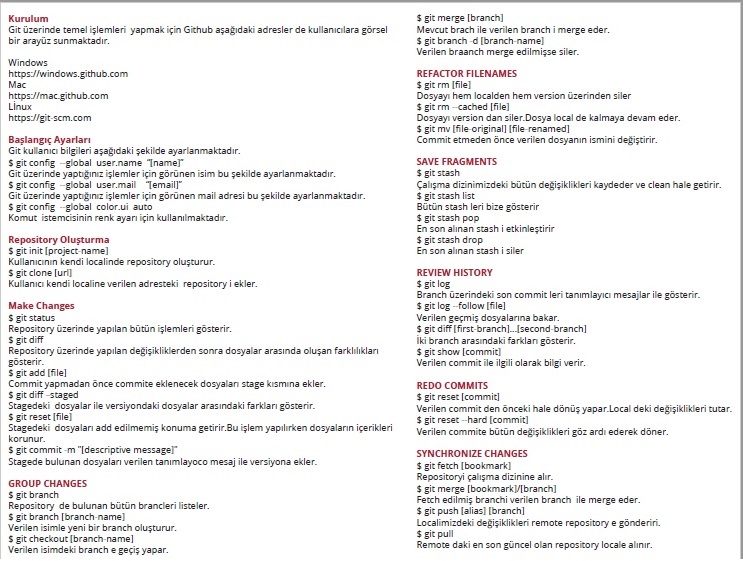 Kurulum
Git üzerinde temel işlemleri yapmak için Github aşağıdaki adresler de kullanıcılara görsel
bir arayüz sunmaktadır.
Windows
https://windows.github.com
Mac
https://mac.github.com
Lİnux
https://git-scm.com
Başlangıç Ayarları
Git kullanıcı bilgileri aşağıdaki şekilde ayarlanmaktadır.
$ git config --global user.name "[name]"
Git üzerinde yaptığınız işlemler için görünen isim bu şekilde ayarlanmaktadır.
$ git config --global user.mail "[email]"
Git üzerinde yaptığınız işlemler için görünen mail adresi bu şekilde ayarlanmaktadır.
$ git config --global color.ui auto
Komut istemcisinin renk ayarı için kullanılmaktadır.
Repository Oluşturma
$ git init [project-name]
Kullanıcının kendi localinde repository oluşturur.
$ git clone [url]
Kullanıcı kendi localine verilen adresteki repository i ekler.
Make Changes
$ git status
Repository üzerinde yapılan bütün işlemleri gösterir.
$ git diff
Repository üzerinde yapılan değişikliklerden sonra dosyalar arasında oluşan farklılıkları
gösterir.
$ git add [file]
Commit yapmadan önce commite eklenecek dosyaları stage kısmına ekler.
$ git diff --staged
Stagedeki dosyalar ile versiyondaki dosyalar arasındaki farkları gösterir.
$ git reset [file]
Stagedeki dosyaları add edilmemiş konuma getirir.Bu işlem yapılırken dosyaların içerikleri
korunur.
$ git commit -m "[descriptive message]"
Stagede bulunan dosyaları verilen tanımlayoco mesaj ile versiyona ekler.
GROUP CHANGES
$ git branch
Repository de bulunan bütün brancleri listeler.
$ git branch [branch-name]
Verilen isimle yeni bir branch oluşturur.
$ git checkout [branch-name]
Verilen isimdeki branch e geçiş yapar.
$ git merge [branch]
Mevcut brach ile verilen branch i merge eder.
$ git branch -d [branch-name]
Verilen braanch merge edilmişse siler.
REFACTOR FILENAMES
$ git rm [file]
Dosyayı hem localden hem version üzerinden siler
$ git rm --cached [file]
Dosyayı version dan siler.Dosya local de kalmaya devam eder.
$ git mv [file-original] [file-renamed]
Commit etmeden önce verilen dosyanın ismini değiştirir.
SAVE FRAGMENTS
$ git stash
Çalışma dizinimizdeki bütün değişiklikleri kaydeder ve clean hale getirir.
$ git stash list
Bütün stash leri bize gösterir
$ git stash pop
En son alınan stash i etkinleştirir
$ git stash drop
En son alınan stash i siler
REVIEW HISTORY
$ git log
Branch üzerindeki son commit leri tanımlayıcı mesajlar ile gösterir.
$ git log --follow [file]
Verilen geçmiş dosyalarına bakar.
$ git diff [first-branch]...[second-branch]
İki branch arasındaki farkları gösterir.
$ git show [commit]
Verilen commit ile ilgili olarak bilgi verir.
REDO COMMITS
$ git reset [commit]
Verilen commit den önceki hale dönüş yapar.Local deki değişiklikleri tutar.
$ git reset --hard [commit]
Verilen commite bütün değişiklikleri göz ardı ederek döner.
SYNCHRONIZE CHANGES
$ git fetch [bookmark]
Repositoryi çalışma dizinine alır.
$ git merge [bookmark]/[branch]
Fetch edilmiş branchi verilen branch ile merge eder.
$ git push [alias] [branch]
Localimizdeki değişiklikleri remote repository e gönderiri.
$ git pull
Remote daki en son güncel olan repository locale alınır.